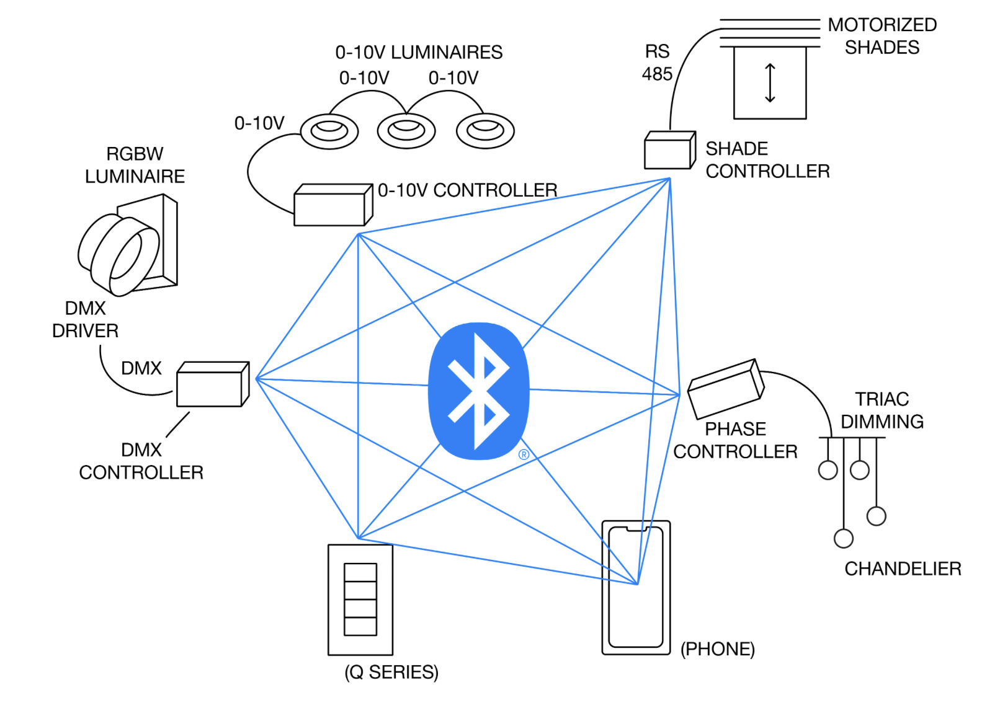 MOTORIZED
SHADES
RS
485
0-10V LUMINAIRES
0-10V
0-10V
0-10V
SHADE
CONTROLLER
RGBW
LUMINAIRE
0-10V CONTROLLER
DMX
DRIVER
DMX
TRIAC
DIMMING
PHASE
CONTROLLER
DMX
CONTROLLER
®
CHANDELIER
(PHONE)
(Q SERIES)